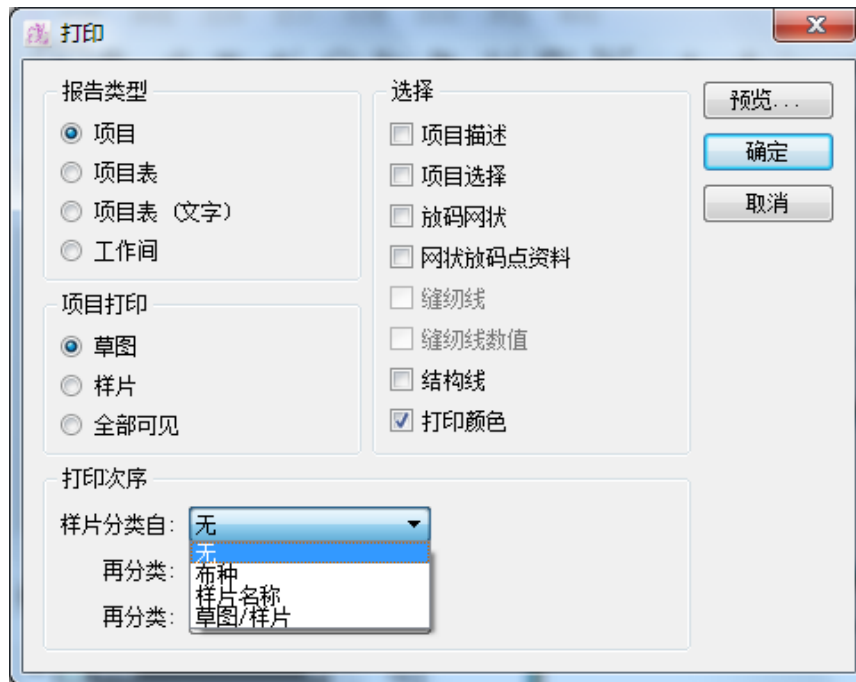 打印
报告类型
项目
项目表
项目表（文字）
工作间
项目打印
草图
样片
全部可见
选择
项目描述
项目选择
放码网状
网状放码点资料
缝纫线
缝纫线数值
结构线
打印颜色
预览...
确定
取消
打印次序
样片分类自: 无
无
布种
样片名称
草图/样片
再分类:
再分类: